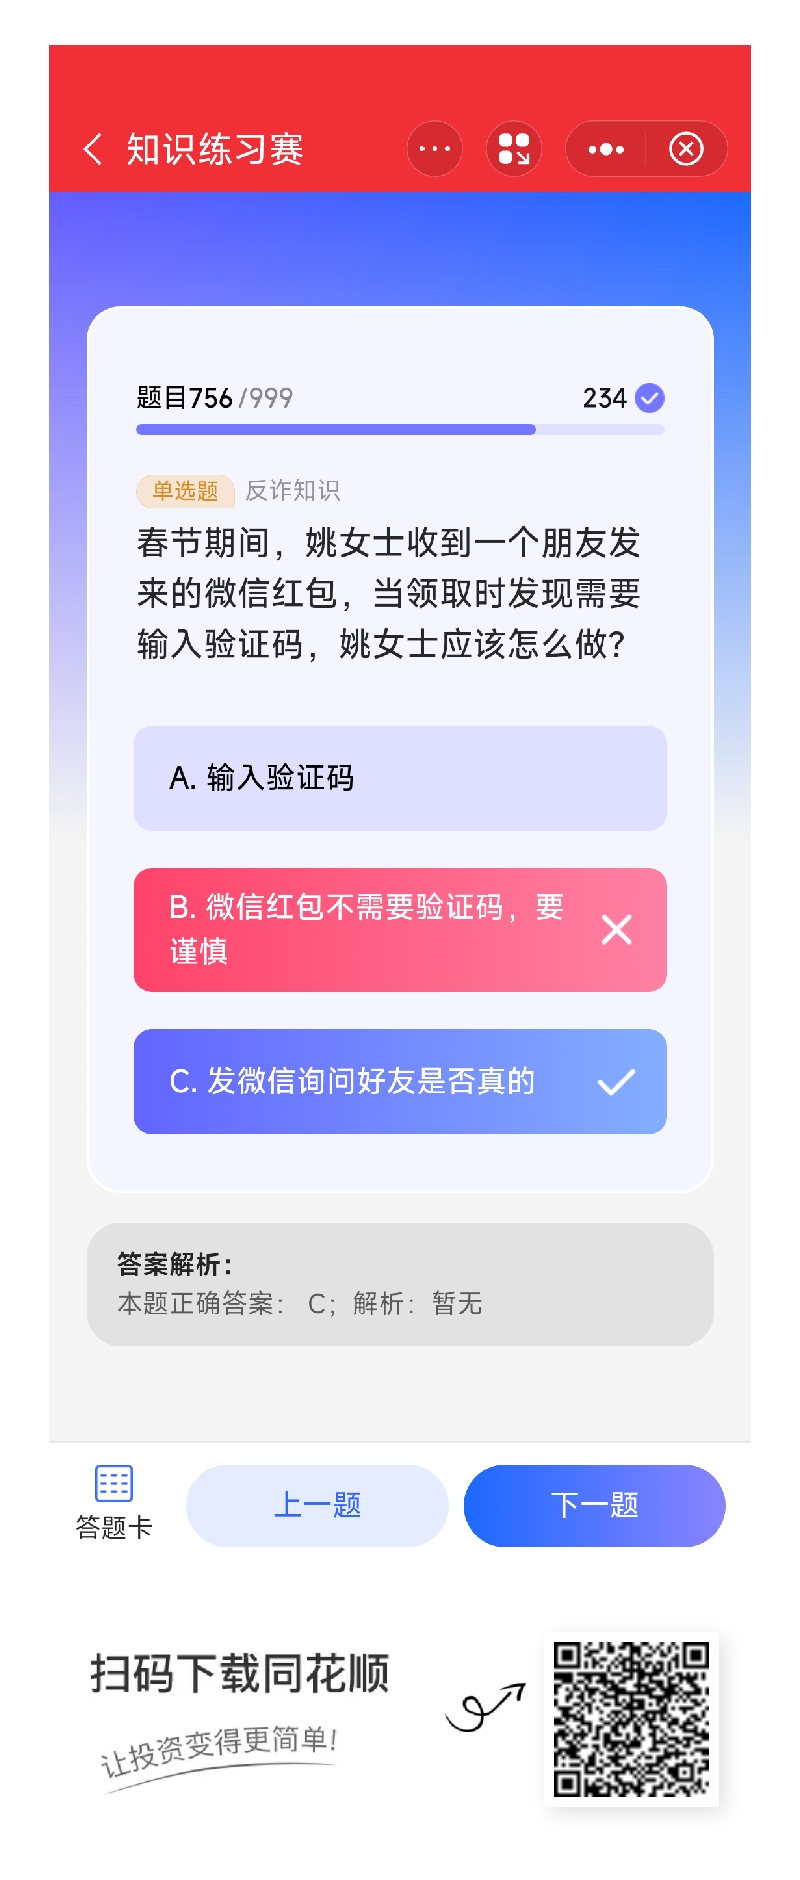 知识练习赛
题目756/999
234
单选题 反诈知识
春节期间，姚女士收到一个朋友发
来的微信红包，当领取时发现需要
输入验证码，姚女士应该怎么做？
A. 输入验证码
B. 微信红包不需要验证码，要
谨慎
C. 发微信询问好友是否真的
答案解析：
本题正确答案： C；解析：暂无
答题卡
上一题
下一题
扫码下载同花顺
让投资变得更简单!